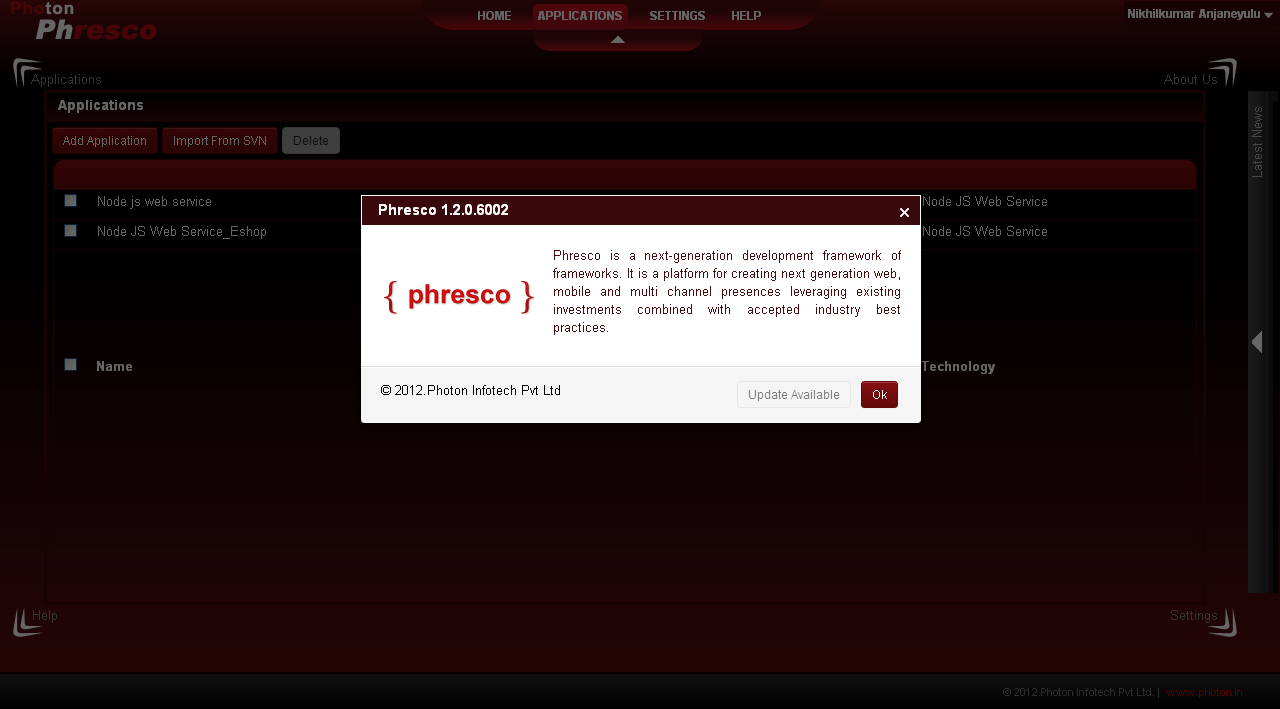 Photon
Phresco
HOME APPLICATIONS SETTINGS HELP
Nikhilkumar Anjaneyulu
Applications
About Us
Applications
Latest News
Add Application Import From SVN Delete
Node js web service
Node JS Web Service
Node JS Web Service_Eshop
Node JS Web Service
Name
Technology
Phresco 1.2.0.6002
{ phresco }
Phresco is a next-generation development framework of
frameworks. It is a platform for creating next generation web,
mobile and multi channel presences leveraging existing
investments combined with accepted industry best
practices.
© 2012.Photon Infotech Pvt Ltd
Update Available Ok
Help
Settings
© 2012.Photon Infotech Pvt Ltd. | www.photon.in